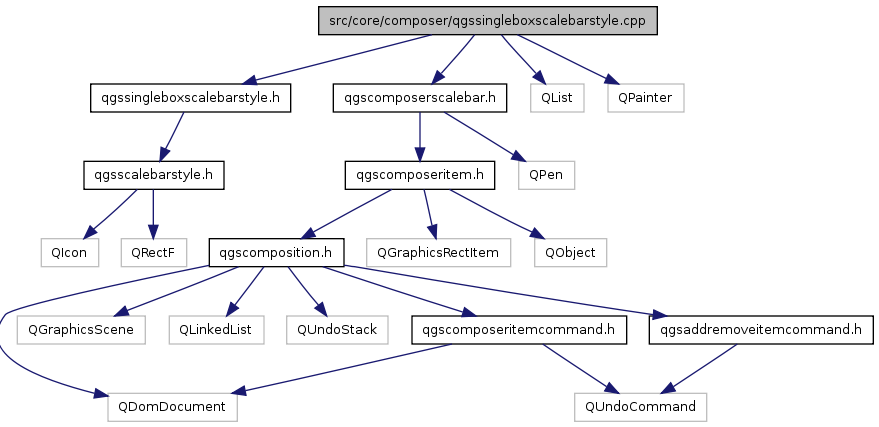 src/core/composer/qgssingleboxscalebarstyle.cpp
qgssingleboxscalebarstyle.h
qgscomposerscalebar.h
QList
QPainter
qgsscalebarstyle.h
qgscomposeritem.h
QPen
QIcon
QRectF
qgscomposition.h
QGraphicsRectItem
QObject
QGraphicsScene
QLinkedList
QUndoStack
qgscomposeritemcommand.h
qgsaddremoveitemcommand.h
QDomDocument
QUndoCommand